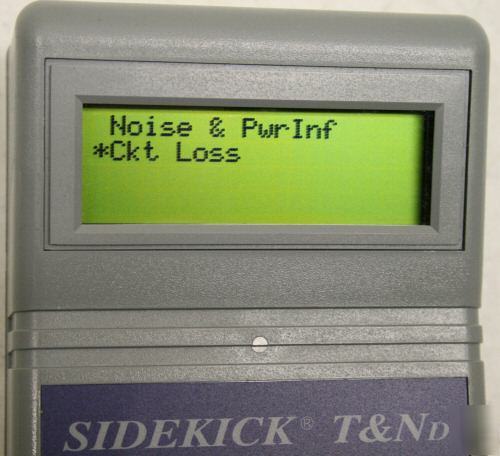 Noise & PwrInf
*Ckt Loss
SIDEKICK® T&ND